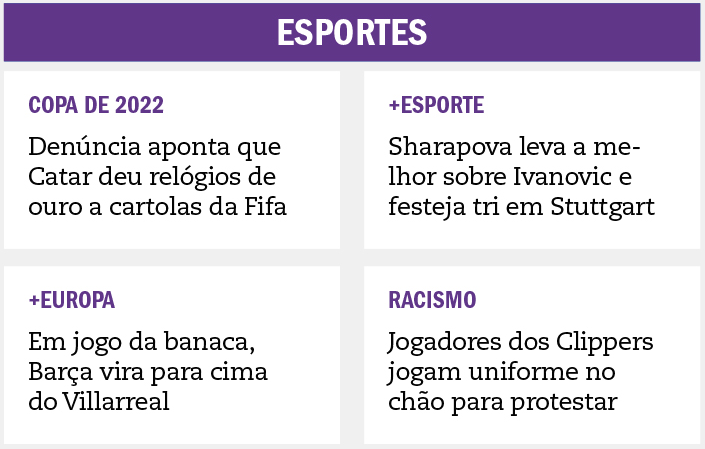 ESPORTES
COPA DE 2022
Denúncia aponta que
Catar deu relógios de
ouro a cartolas da Fifa
+ESPORTE
Sharapova leva a me-
lhor sobre Ivanovic e
festeja tri em Stuttgart
+EUROPA
Em jogo da banaca,
Barça vira para cima
do Villarreal
RACISMO
Jogadores dos Clippers
jogam uniforme no
chão para protestar